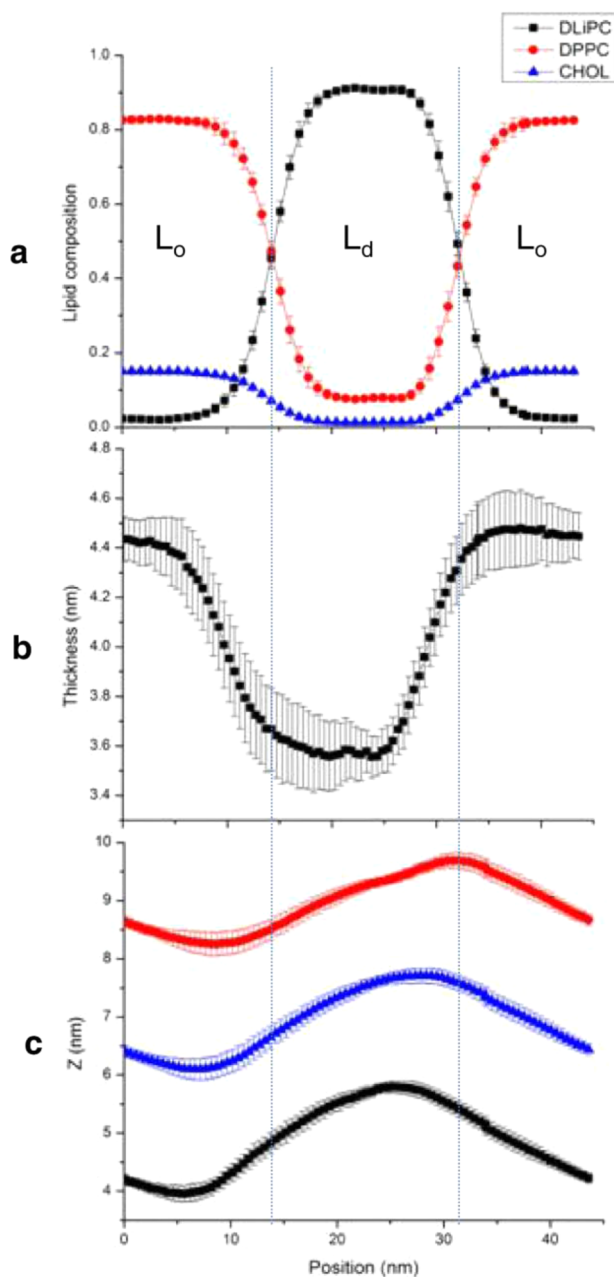 DLiPC
DPPC
CHOL
a
Lipid composition
1.0
0.8
0.6
0.4
0.2
0.0
Lo
Ld
Lo
b
Thickness (nm)
4.8
4.6
4.4
4.2
4.0
3.8
3.6
3.4
c
Z (nm)
10
9
8
7
6
5
4
0
10
20
30
40
Position (nm)